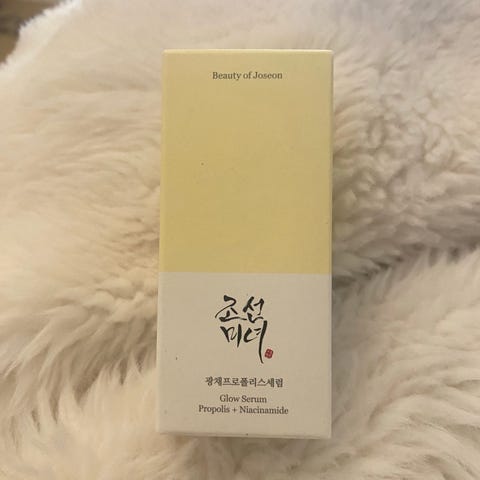 Beauty of Joseon
조선
미녀
광채프로폴리스세럼
Glow Serum
Propolis + Niacinamide